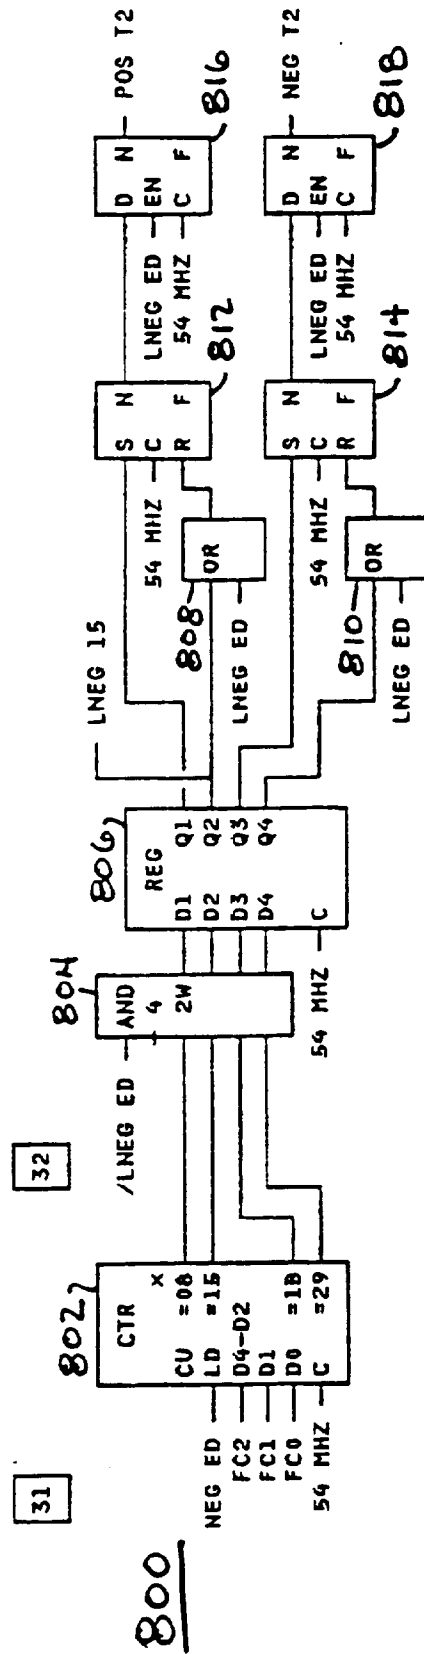 800
31
32
802
CTR
X
CU =08
LD =15
D4-D2
D1
D0 =18
C =29
NEG ED
FC2
FC1
FC0
54 MHZ
804
/LNEG ED
AND
4
2W
806
REG
D1 Q1
D2 Q2
D3 Q3
D4 Q4
C
54 MHZ
LNEG 15
808
OR
LNEG ED
810
OR
LNEG ED
812
S N
C
R F
54 MHZ
814
S N
C
R F
54 MHZ
816
D N
EN
C F
LNEG ED
54 MHZ
POS T2
818
D N
EN
C F
LNEG ED
54 MHZ
NEG T2